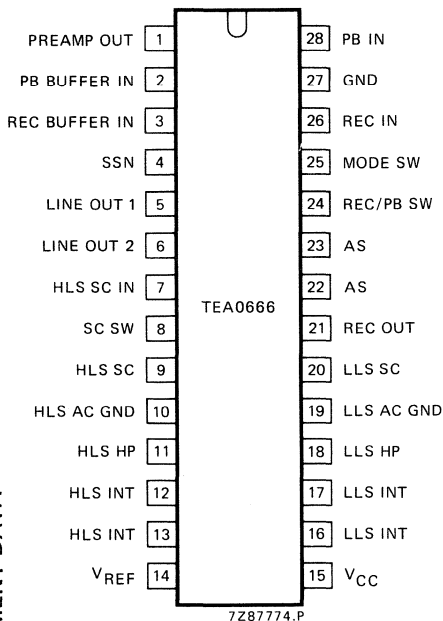 PREAMP OUT 1 28 PB IN
PB BUFFER IN 2 27 GND
REC BUFFER IN 3 26 REC IN
SSN 4 25 MODE SW
LINE OUT 1 5 24 REC/PB SW
LINE OUT 2 6 23 AS
HLS SC IN 7 22 AS
TEA0666
SC SW 8 21 REC OUT
HLS SC 9 20 LLS SC
HLS AC GND 10 19 LLS AC GND
HLS HP 11 18 LLS HP
HLS INT 12 17 LLS INT
HLS INT 13 16 LLS INT
VREF 14 15 VCC
7Z87774.P